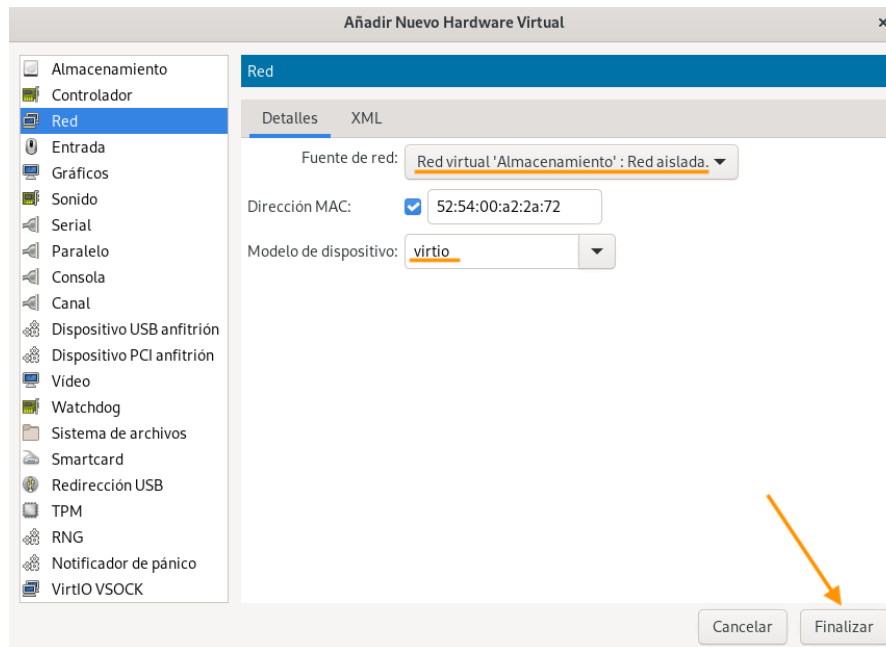 Añadir Nuevo Hardware Virtual
Almacenamiento
Controlador
Red
Entrada
Gráficos
Sonido
Serial
Paralelo
Consola
Canal
Dispositivo USB anfitrión
Dispositivo PCI anfitrión
Vídeo
Watchdog
Sistema de archivos
Smartcard
Redirección USB
TPM
RNG
Notificador de pánico
VirtIO VSOCK
Red
Detalles XML
Fuente de red: Red virtual 'Almacenamiento' : Red aislada.
Dirección MAC: 52:54:00:a2:2a:72
Modelo de dispositivo: virtio
Cancelar Finalizar